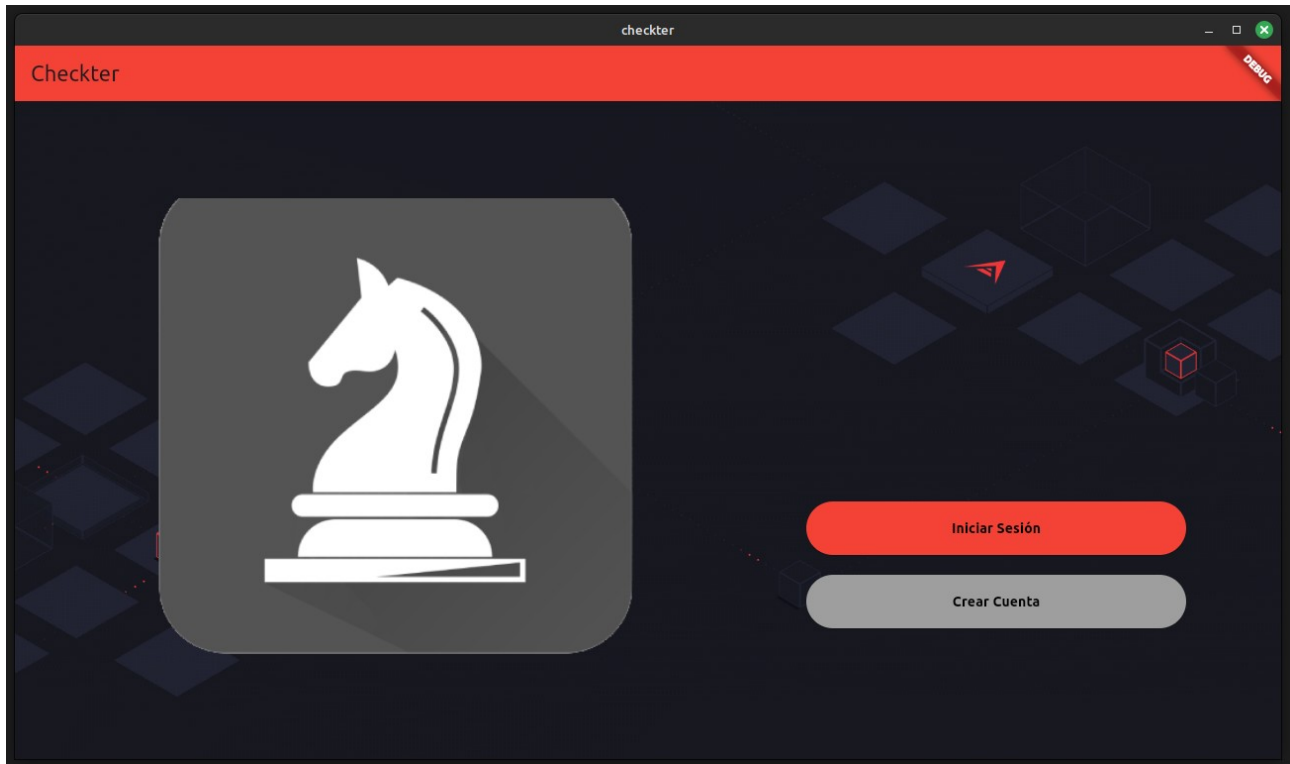 checkter
Checkter
DEBUG
Iniciar Sesión
Crear Cuenta